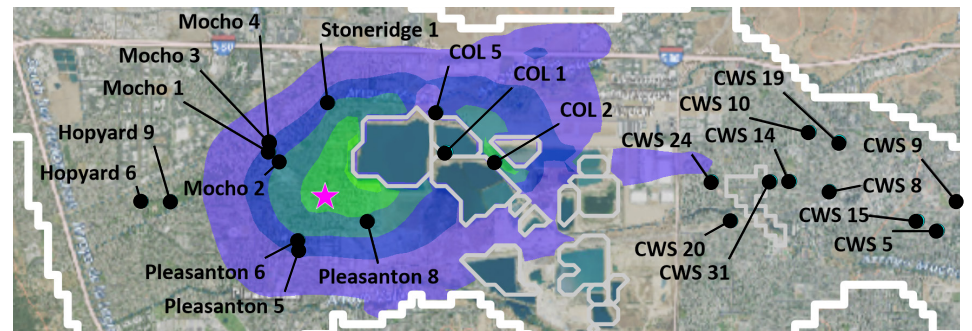 Mocho 4
Stoneridge 1
Mocho 3
COL 5
580
580
Mocho 1
COL 1
CWS 19
COL 2
CWS 10
Hopyard 9
CWS 24
CWS 14
CWS 9
Hopyard 6
Mocho 2
CWS 8
CWS 15
CWS 20
CWS 5
CWS 31
Pleasanton 6
Pleasanton 8
Pleasanton 5